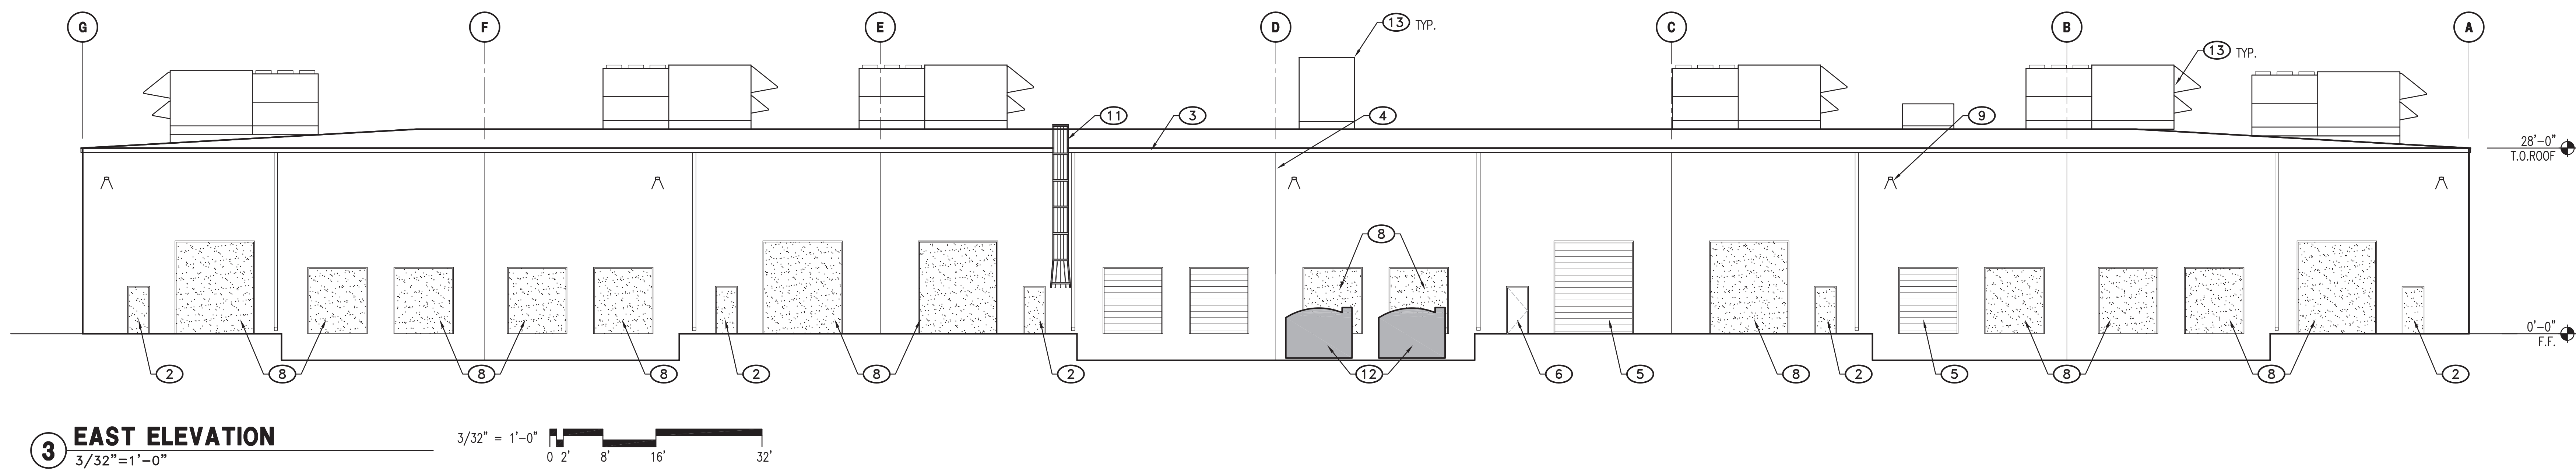 G
F
E
D
C
B
A
13 TYP.
13 TYP.
11
3
4
9
28'-0"
T.O.ROOF
8
0'-0"
F.F.
2
8
8
8
2
8
2
12
6
5
8
2
5
8
8
2
3
EAST ELEVATION
3/32"=1'-0"
3/32" = 1'-0"
0 2' 8' 16' 32'